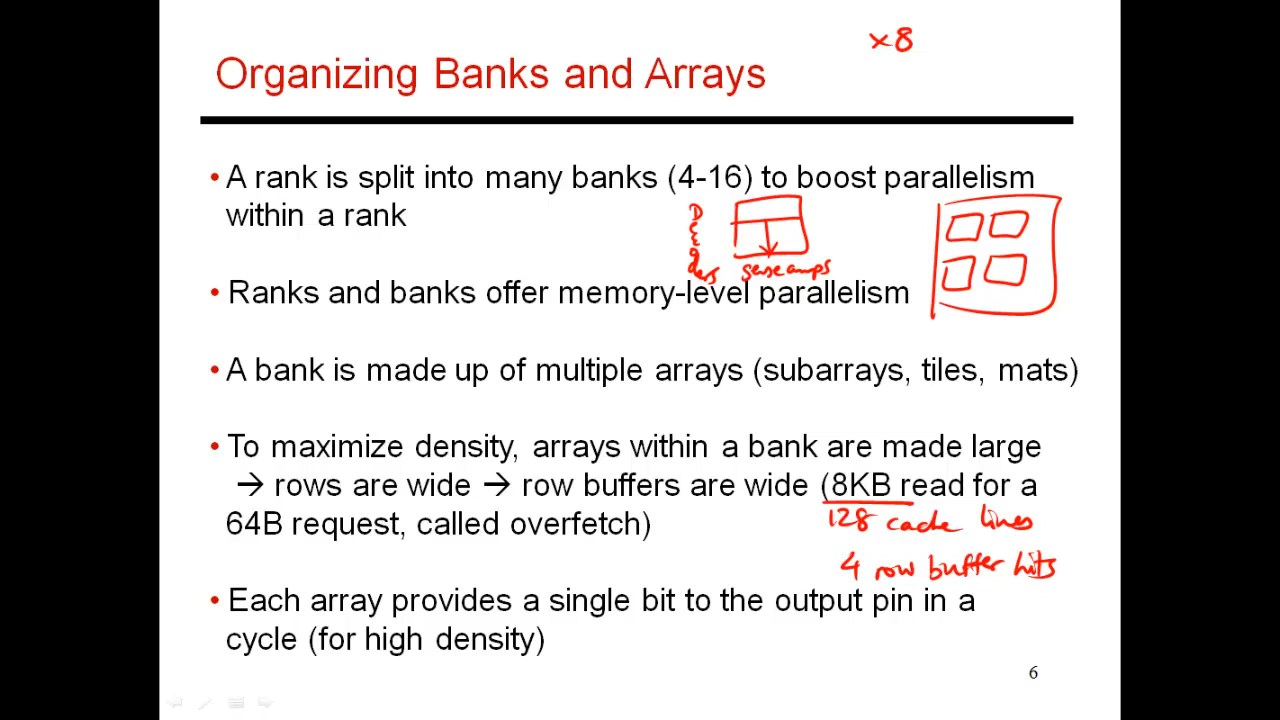 ×8
Organizing Banks and Arrays
• A rank is split into many banks (4-16) to boost parallelism
within a rank
sense amps
• Ranks and banks offer memory-level parallelism
• A bank is made up of multiple arrays (subarrays, tiles, mats)
• To maximize density, arrays within a bank are made large
→ rows are wide → row buffers are wide (8KB read for a
64B request, called overfetch)
128 cache lines
4 row buffer hits
• Each array provides a single bit to the output pin in a
cycle (for high density)
6